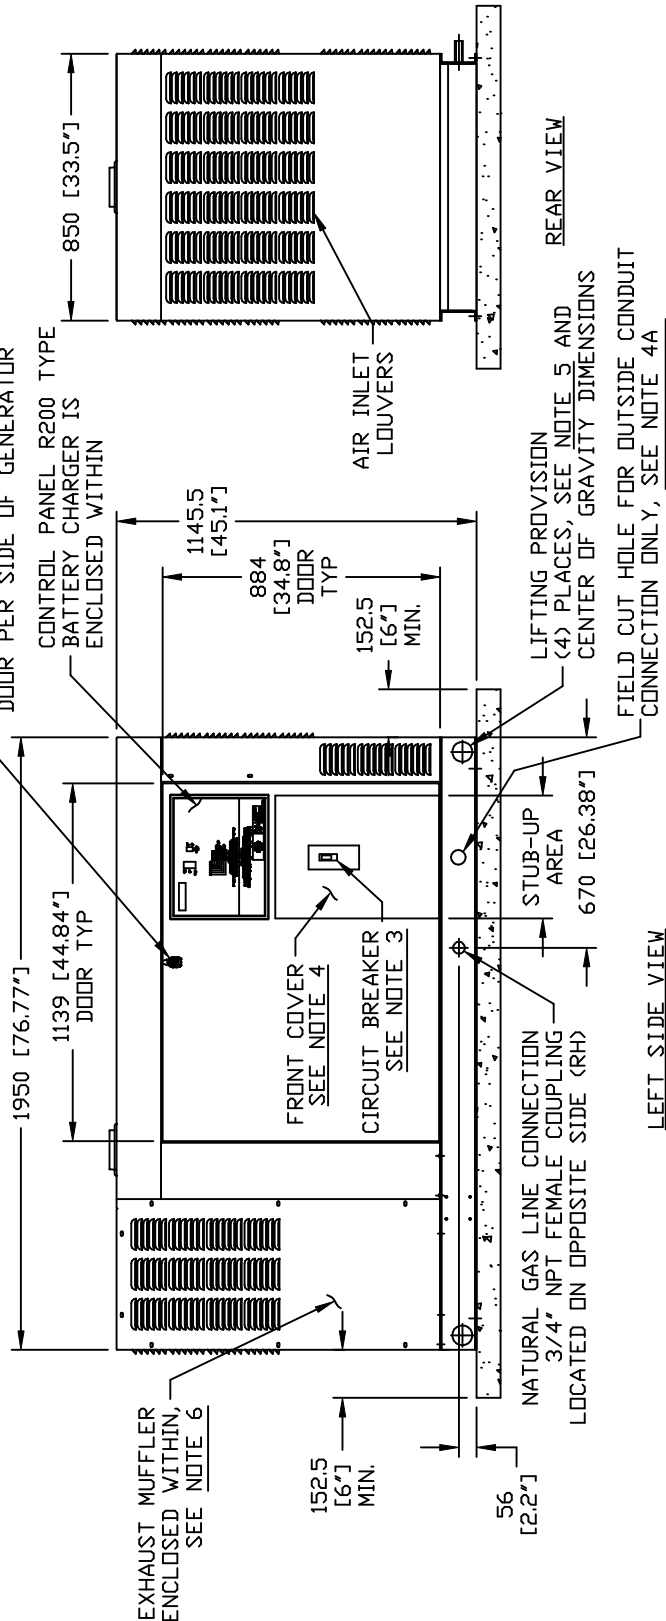 DOOR PER SIDE OF GENERATOR
CONTROL PANEL R200 TYPE
BATTERY CHARGER IS
ENCLOSED WITHIN
850 [33.5"]
AIR INLET
LOUVERS
REAR VIEW
1950 [76.77"]
1139 [44.84"]
DOOR TYP
1145.5
[45.1"]
884
[34.8"]
DOOR
TYP
152.5
[6"]
MIN.
EXHAUST MUFFLER
ENCLOSED WITHIN,
SEE NOTE 6
FRONT COVER
SEE NOTE 4
CIRCUIT BREAKER
SEE NOTE 3
152.5
[6"]
MIN.
56
[2.2"]
NATURAL GAS LINE CONNECTION
3/4" NPT FEMALE COUPLING
LOCATED ON OPPOSITE SIDE (RH)
STUB-UP
AREA
670 [26.38"]
LIFTING PROVISION
(4) PLACES, SEE NOTE 5 AND
CENTER OF GRAVITY DIMENSIONS
FIELD CUT HOLE FOR OUTSIDE CONDUIT
CONNECTION ONLY, SEE NOTE 4A
LEFT SIDE VIEW